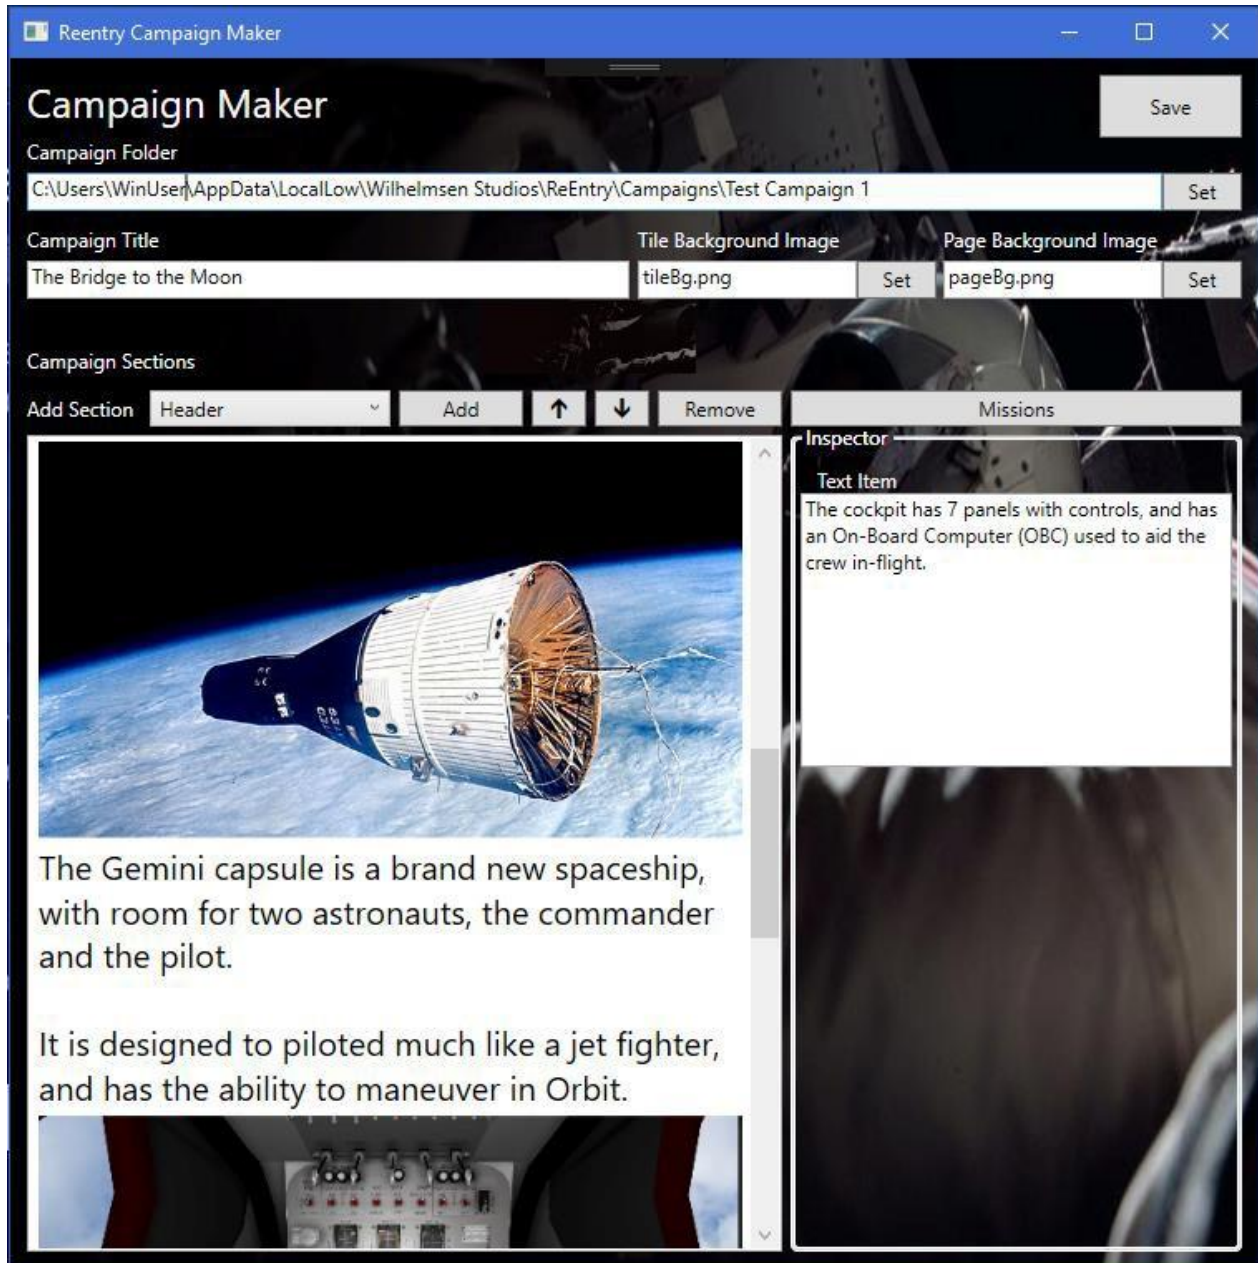 Reentry Campaign Maker
Campaign Maker
Save
Campaign Folder
C:\Users\WinUser\AppData\LocalLow\Wilhelmsen Studios\ReEntry\Campaigns\Test Campaign 1
Set
Campaign Title
Tile Background Image
Page Background Image
The Bridge to the Moon
tileBg.png
Set
pageBg.png
Set
Campaign Sections
Add Section
Header
Add
Remove
Missions
Inspector
Text Item
The cockpit has 7 panels with controls, and has
an On-Board Computer (OBC) used to aid the
crew in-flight.
The Gemini capsule is a brand new spaceship,
with room for two astronauts, the commander
and the pilot.
It is designed to piloted much like a jet fighter,
and has the ability to maneuver in Orbit.